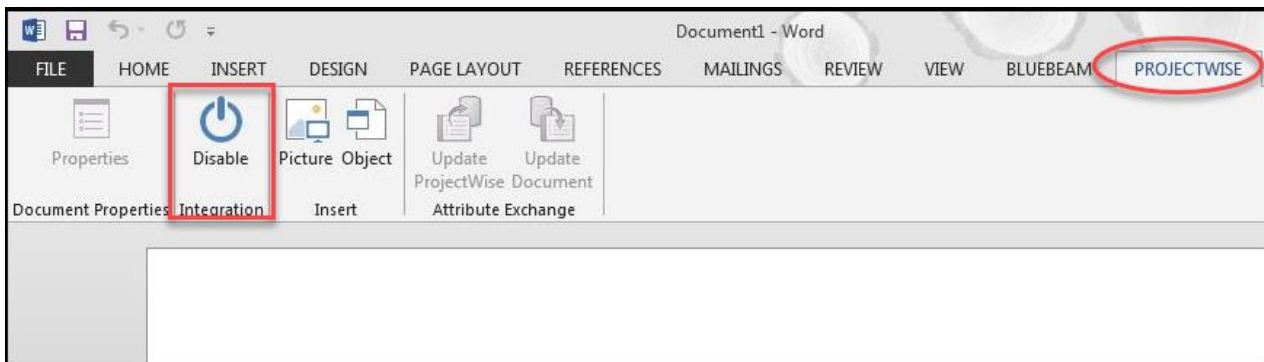 Document1 - Word
FILE HOME INSERT DESIGN PAGE LAYOUT REFERENCES MAILINGS REVIEW VIEW BLUEBEAM PROJECTWISE
Properties Disable Picture Object Update Update
ProjectWise Document
Document Properties Integration Insert Attribute Exchange